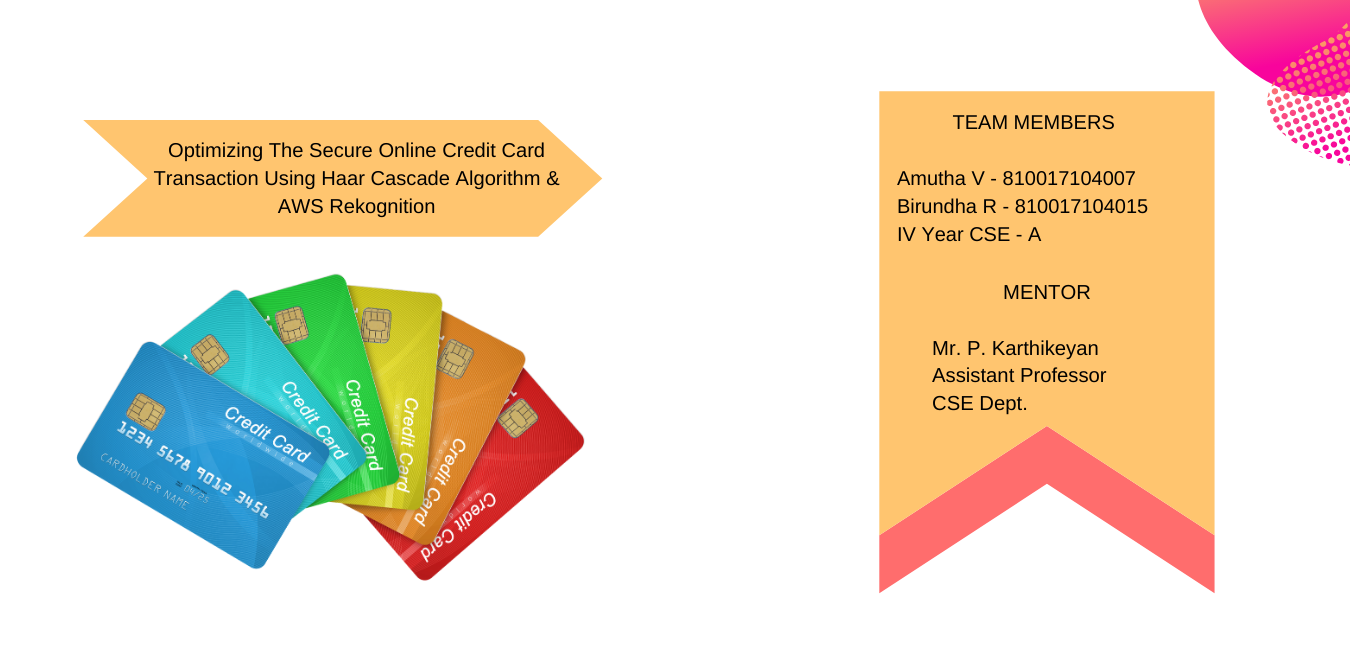 Optimizing The Secure Online Credit Card
Transaction Using Haar Cascade Algorithm &
AWS Rekognition
TEAM MEMBERS
Amutha V - 810017104007
Birundha R - 810017104015
IV Year CSE - A
MENTOR
Mr. P. Karthikeyan
Assistant Professor
CSE Dept.
Credit Card
worldwide
1234 5678 9012 3456
04/25
CARDHOLDER NAME
Credit Card
Credit Card
Credit Card
Credit Card
Credit Card